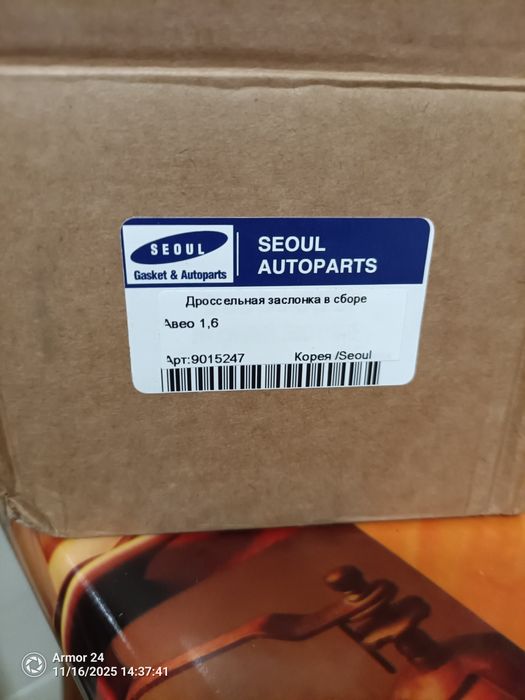 SEOUL
Gasket & Autoparts
SEOUL
AUTOPARTS
Дроссельная заслонка в сборе
Авео 1,6
Арт:9015247 Корея /Seoul
Armor 24
11/16/2025 14:37:41